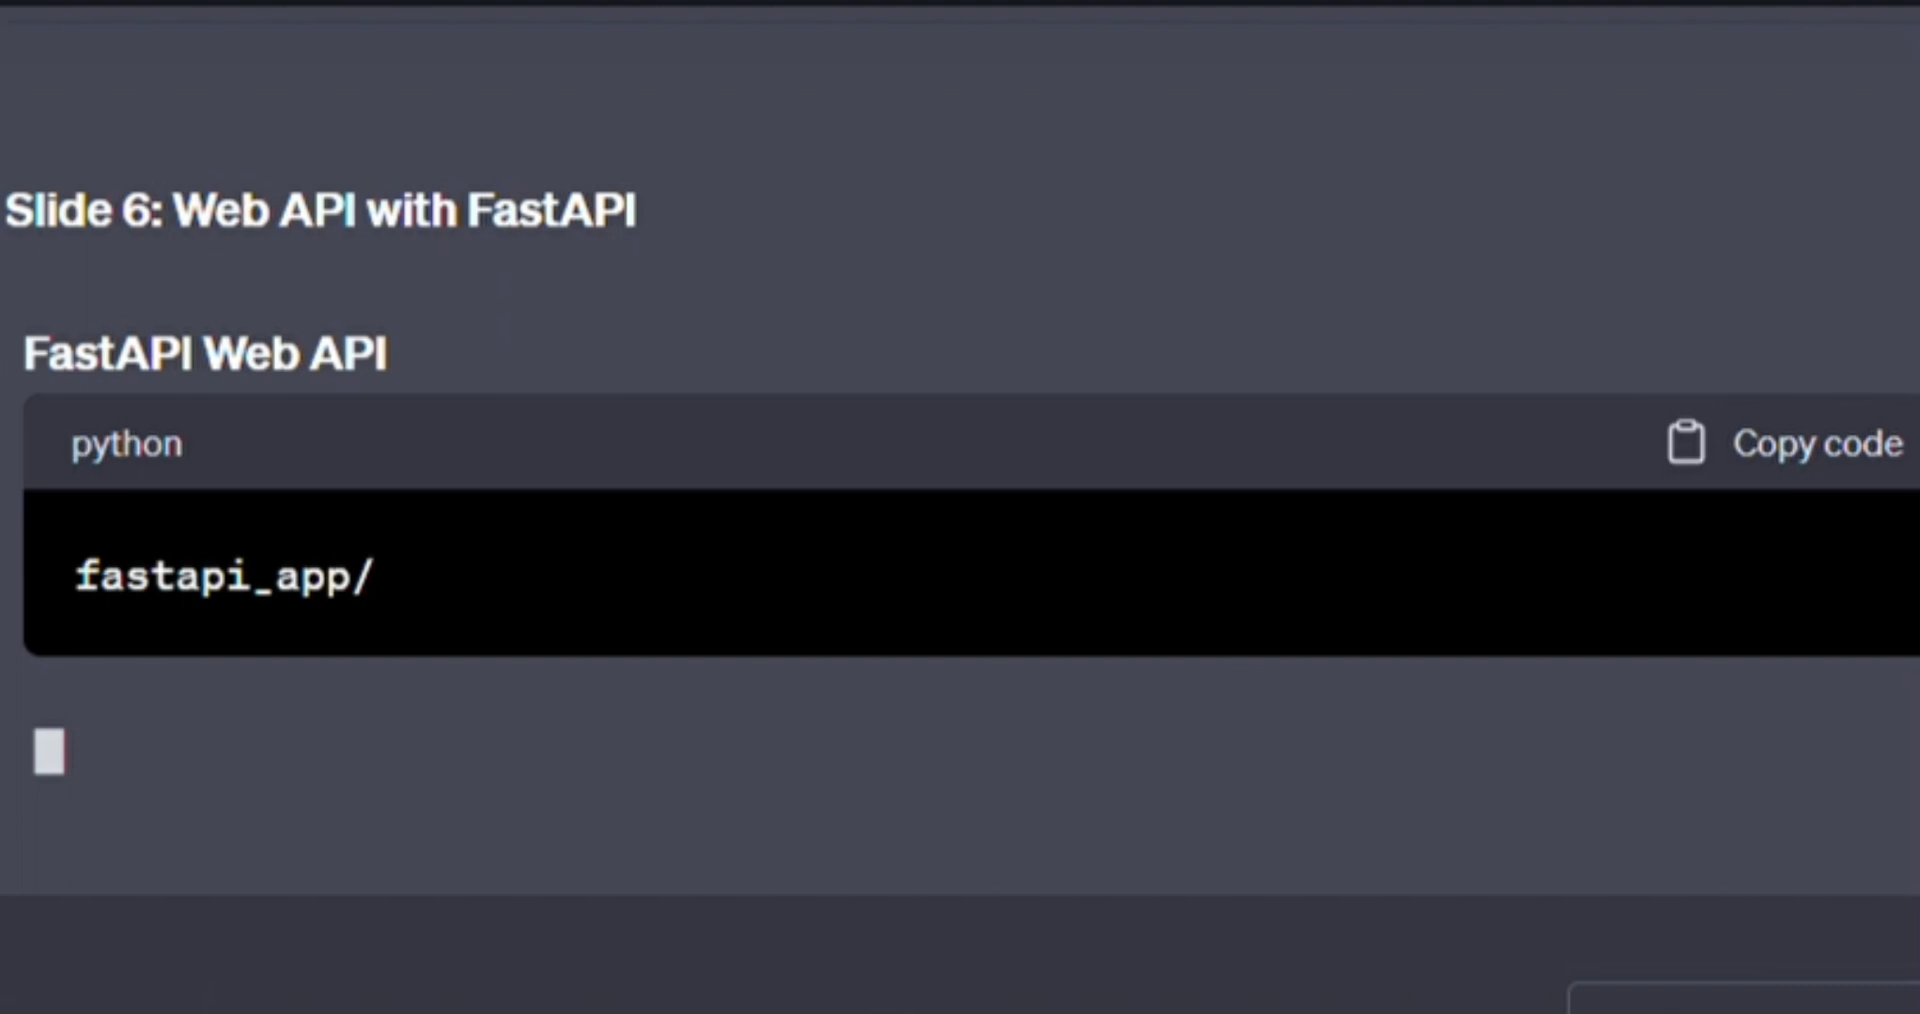 Slide 6: Web API with FastAPI
FastAPI Web API
python
Copy code
fastapi_app/